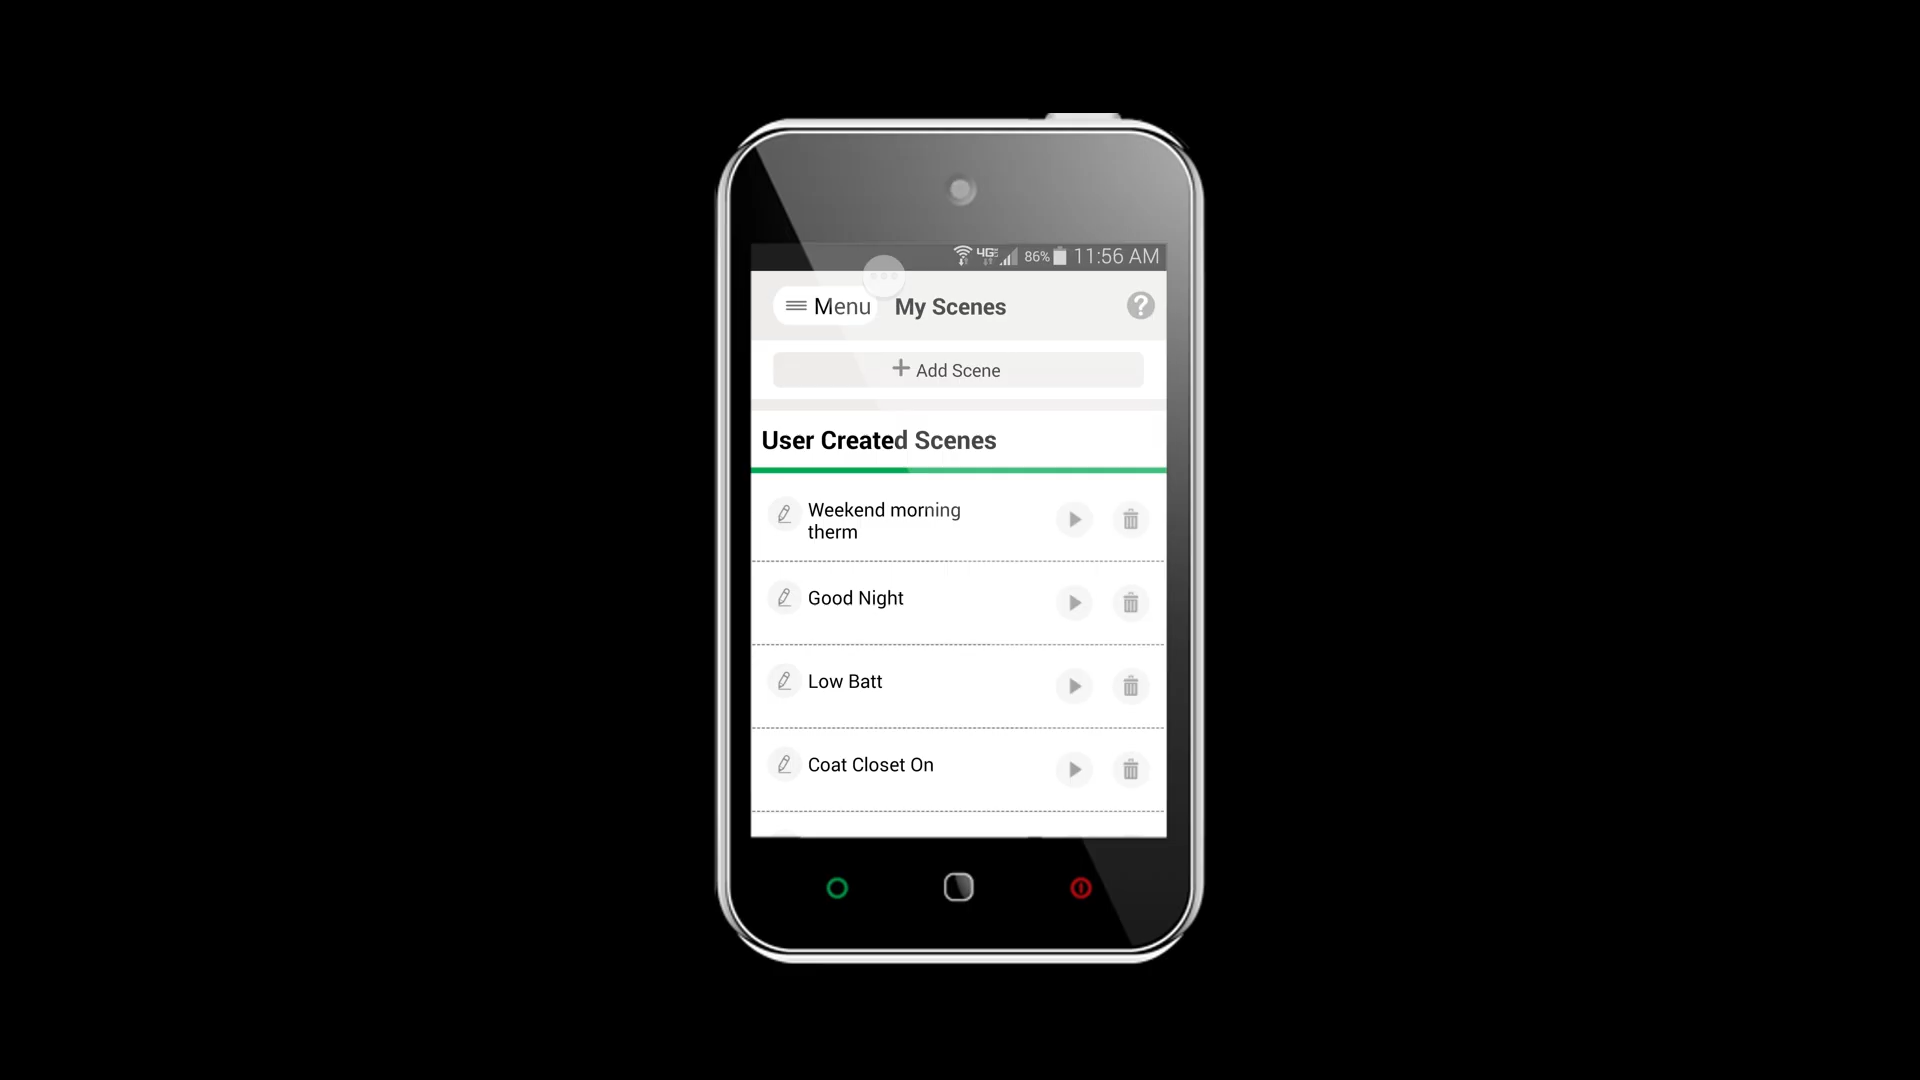 4G 86% 11:56 AM
Menu My Scenes ?
+ Add Scene
User Created Scenes
Weekend morning
therm
Good Night
Low Batt
Coat Closet On